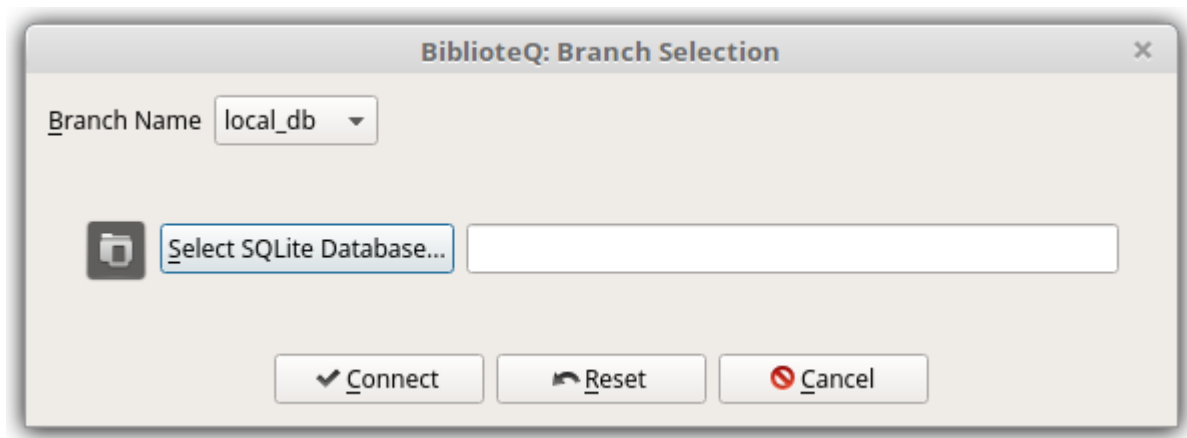 BiblioteQ: Branch Selection
Branch Name local_db
Select SQLite Database...
Connect Reset Cancel